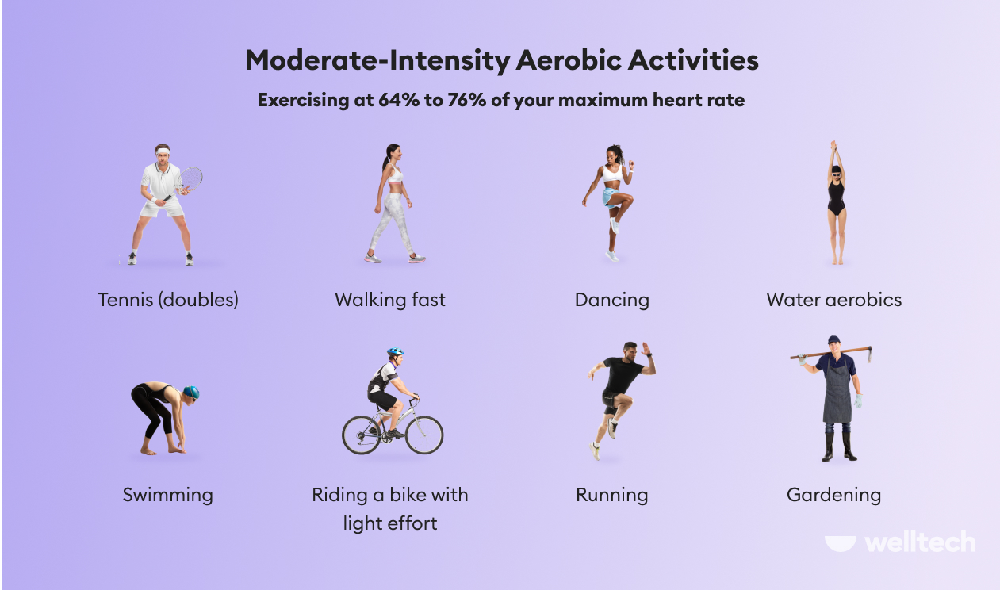 Moderate-Intensity Aerobic Activities
Exercising at 64% to 76% of your maximum heart rate
Tennis (doubles)
Walking fast
Dancing
Water aerobics
Swimming
Riding a bike with
light effort
Running
Gardening
welltech